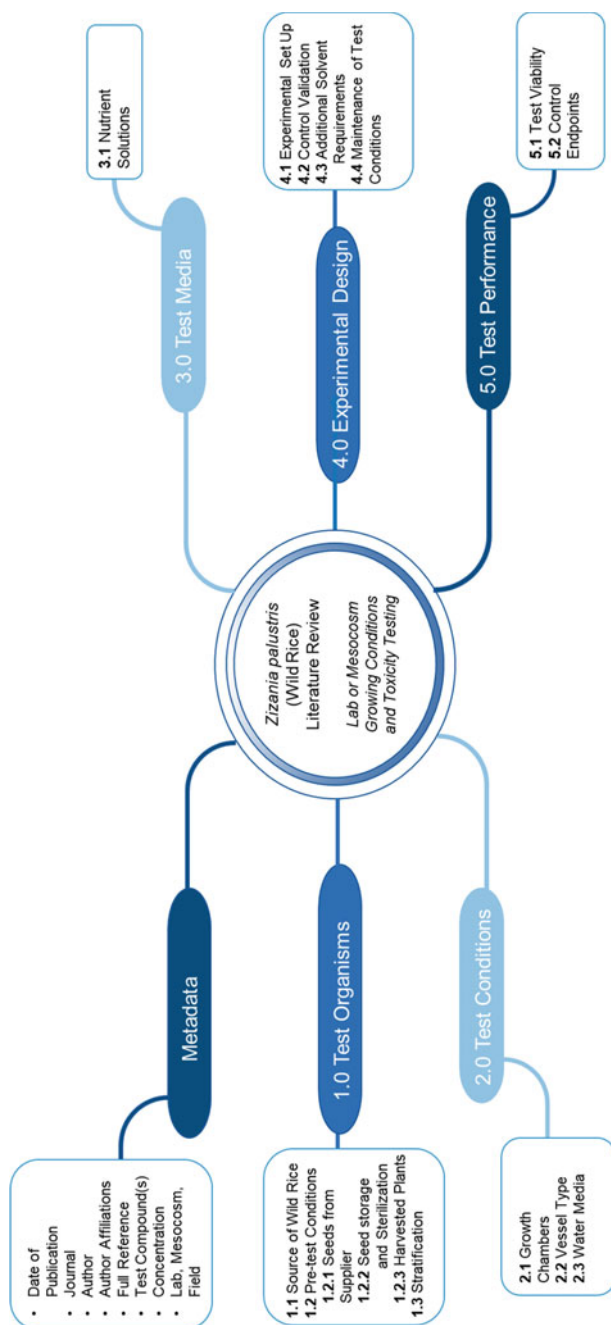 Metadata
• Date of
Publication
• Journal
• Author
• Author Affiliations
• Full Reference
• Test Compound(s)
• Concentration
• Lab, Mesocosm,
Field
1.0 Test Organisms
1.1 Source of Wild Rice
1.2 Pre-test Conditions
1.2.1 Seeds from
Supplier
1.2.2 Seed storage
and Sterilization
1.2.3 Harvested Plants
1.3 Stratification
2.0 Test Conditions
2.1 Growth
Chambers
2.2 Vessel Type
2.3 Water Media
Zizania palustris
(Wild Rice)
Literature Review
Lab or Mesocosm
Growing Conditions
and Toxicity Testing
3.0 Test Media
3.1 Nutrient
Solutions
4.0 Experimental Design
4.1 Experimental Set Up
4.2 Control Validation
4.3 Additional Solvent
Requirements
4.4 Maintenance of Test
Conditions
5.0 Test Performance
5.1 Test Viability
5.2 Control
Endpoints